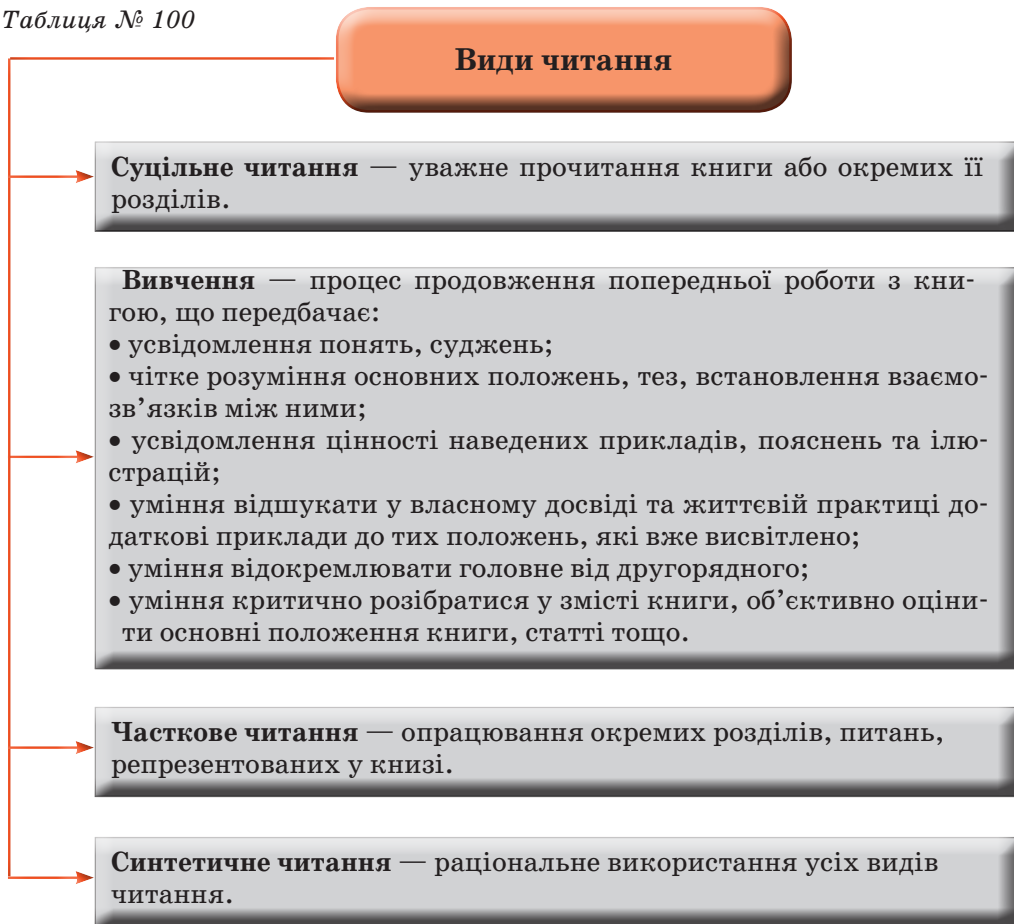 Таблиця № 100
Види читання
Суцільне читання — уважне прочитання книги або окремих її
розділів.
Вивчення — процес продовження попередньої роботи з кни-
гою, що передбачає:
• усвідомлення понять, суджень;
• чітке розуміння основних положень, тез, встановлення взаємо-
зв’язків між ними;
• усвідомлення цінності наведених прикладів, пояснень та ілю-
страцій;
• уміння відшукати у власному досвіді та життєвій практиці до-
даткові приклади до тих положень, які вже висвітлено;
• уміння відокремлювати головне від другорядного;
• уміння критично розібратися у змісті книги, об’єктивно оціни-
ти основні положення книги, статті тощо.
Часткове читання — опрацювання окремих розділів, питань,
репрезентованих у книзі.
Синтетичне читання — раціональне використання усіх видів
читання.